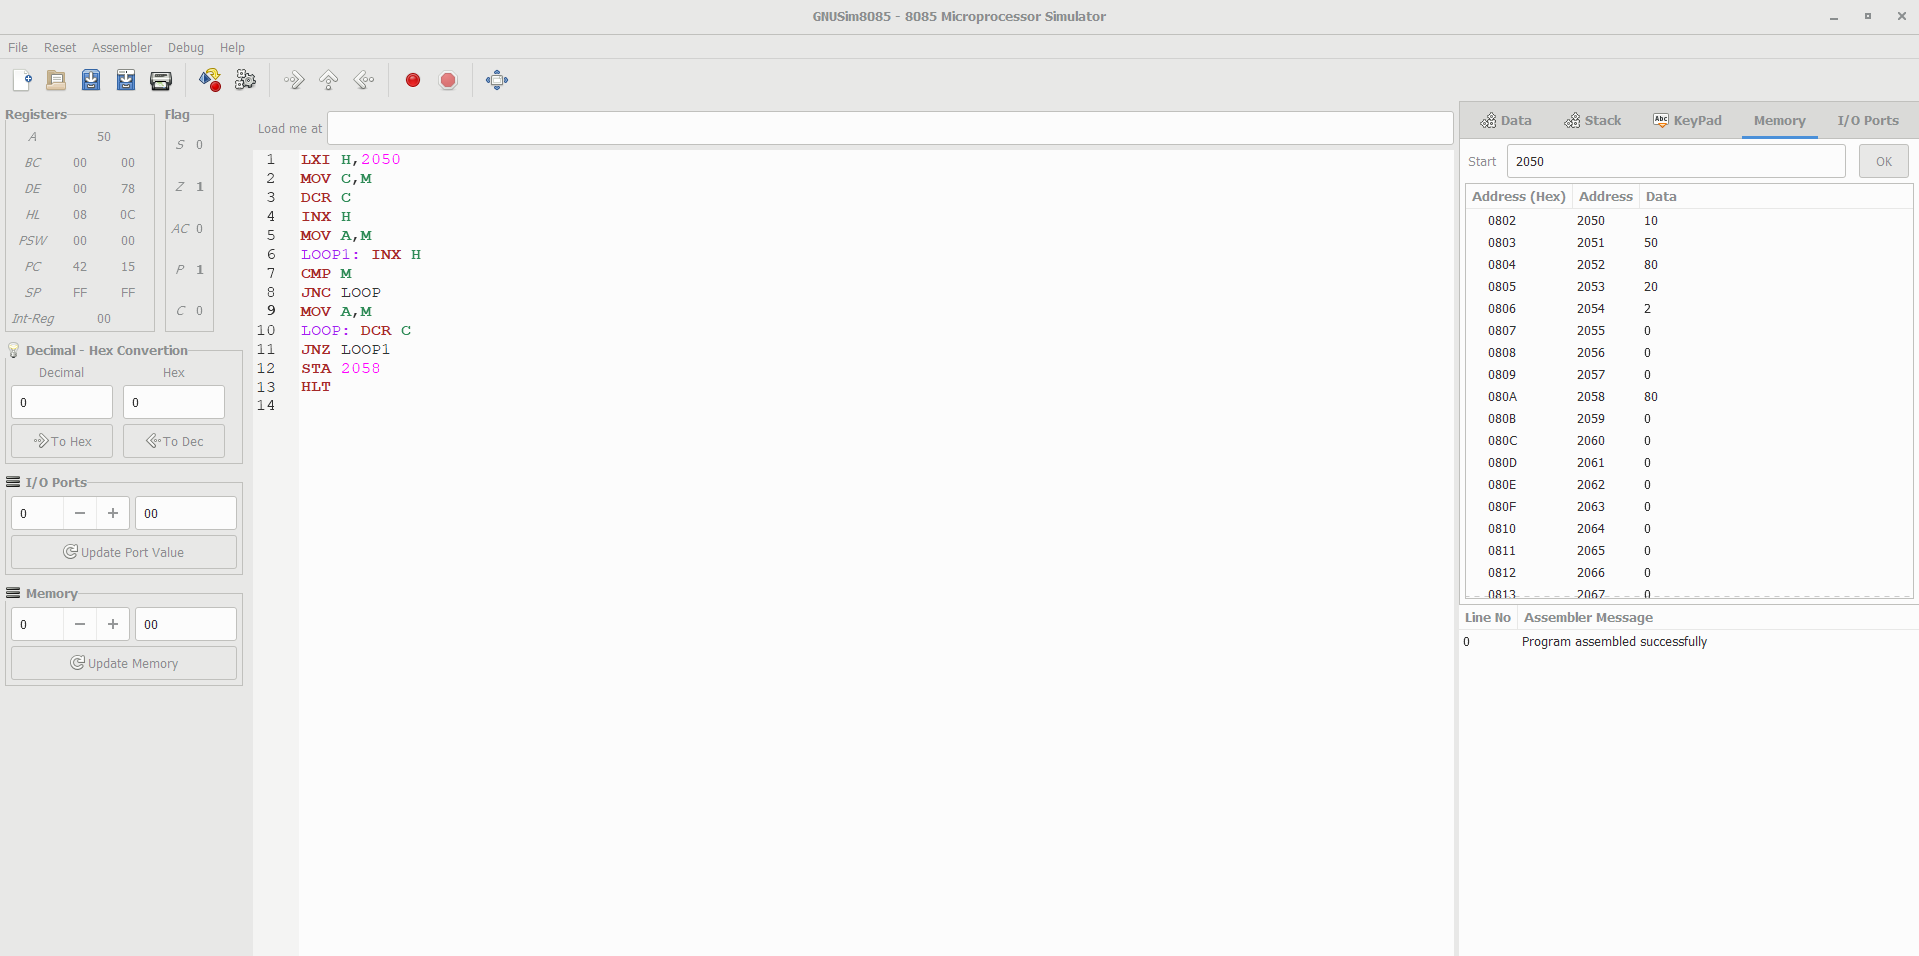 GNUSim8085 - 8085 Microprocessor Simulator
File Reset Assembler Debug Help
Registers
A 50
BC 00 00
DE 00 78
HL 08 0C
PSW 00 00
PC 42 15
SP FF FF
Int-Reg 00
Flag
S 0
Z 1
AC 0
P 1
C 0
Decimal - Hex Convertion
Decimal Hex
0 0
To Hex To Dec
I/O Ports
0 − + 00
Update Port Value
Memory
0 − + 00
Update Memory
Load me at
1 LXI H,2050
2 MOV C,M
3 DCR C
4 INX H
5 MOV A,M
6 LOOP1: INX H
7 CMP M
8 JNC LOOP
9 MOV A,M
10 LOOP: DCR C
11 JNZ LOOP1
12 STA 2058
13 HLT
14
Data Stack Abc KeyPad Memory I/O Ports
Start 2050 OK
Address (Hex) Address Data
0802 2050 10
0803 2051 50
0804 2052 80
0805 2053 20
0806 2054 2
0807 2055 0
0808 2056 0
0809 2057 0
080A 2058 80
080B 2059 0
080C 2060 0
080D 2061 0
080E 2062 0
080F 2063 0
0810 2064 0
0811 2065 0
0812 2066 0
0813 2067 0
Line No Assembler Message
0 Program assembled successfully